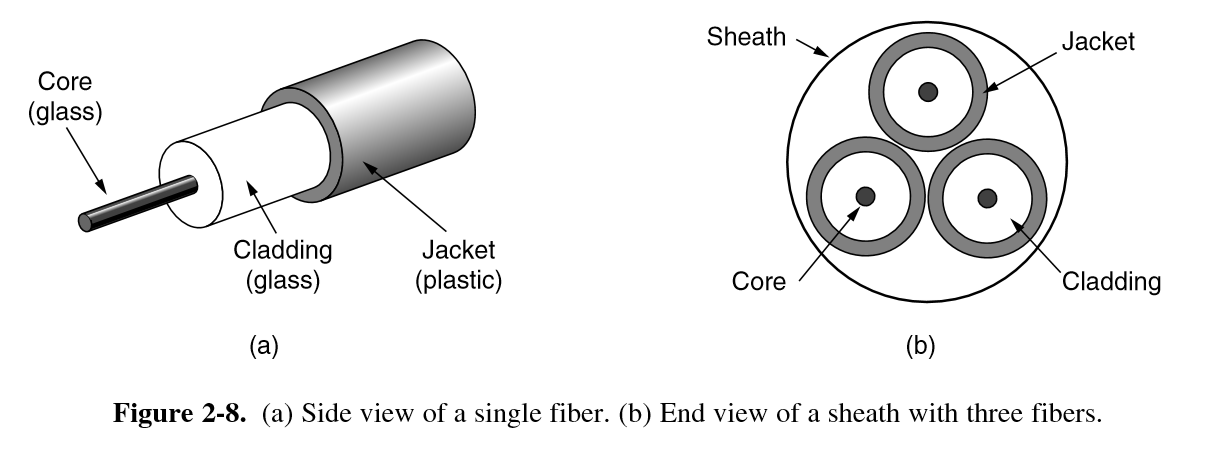 Core
(glass)
Cladding
(glass)
Jacket
(plastic)
(a)
Sheath
Jacket
Core
Cladding
(b)
Figure 2-8. (a) Side view of a single fiber. (b) End view of a sheath with three fibers.